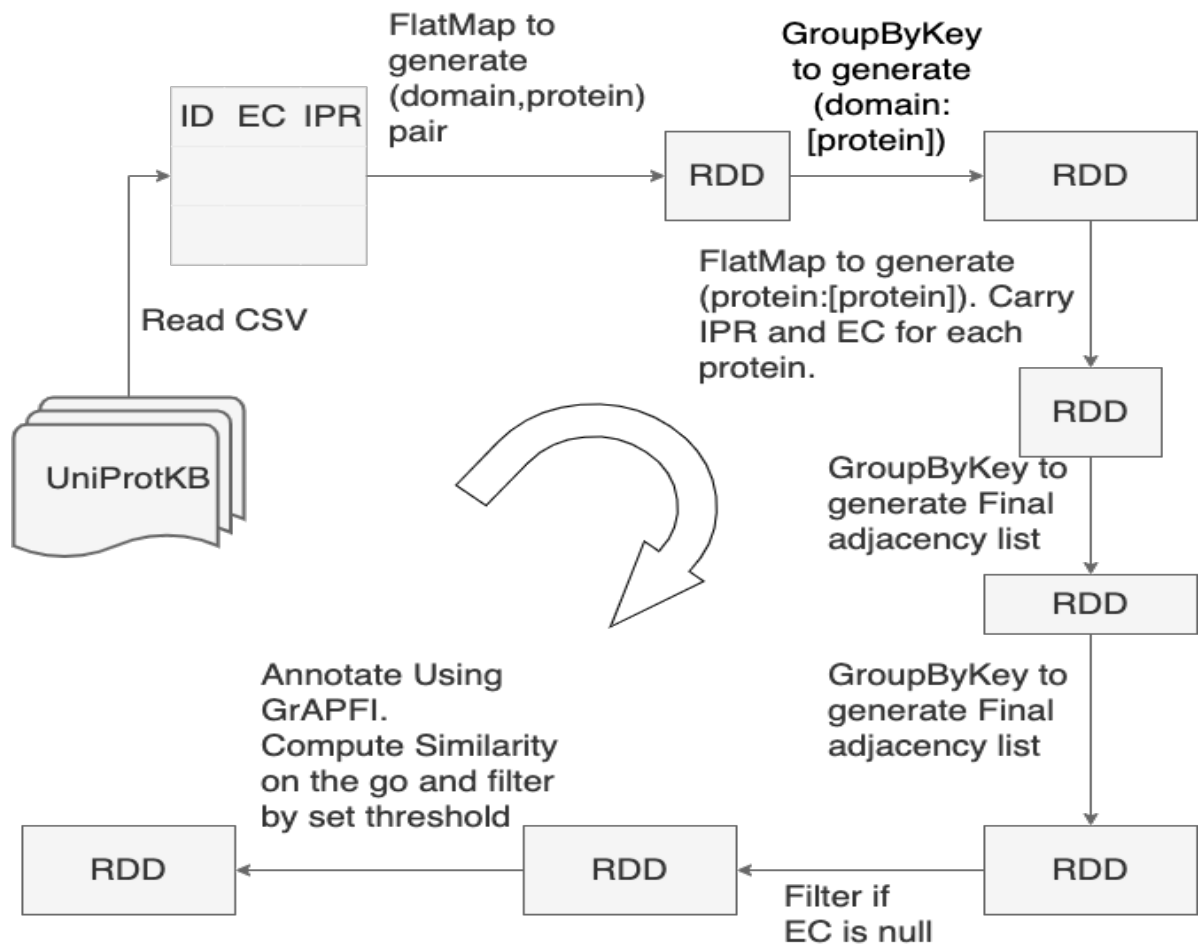 FlatMap to
generate
(domain,protein)
pair
GroupByKey
to generate
(domain:
[protein])
ID EC IPR
RDD
RDD
Read CSV
FlatMap to generate
(protein:[protein]). Carry
IPR and EC for each
protein.
RDD
UniProtKB
GroupByKey to
generate Final
adjacency list
RDD
GroupByKey to
generate Final
adjacency list
Annotate Using
GrAPFI.
Compute Similarity
on the go and filter
by set threshold
RDD
RDD
RDD
Filter if
EC is null